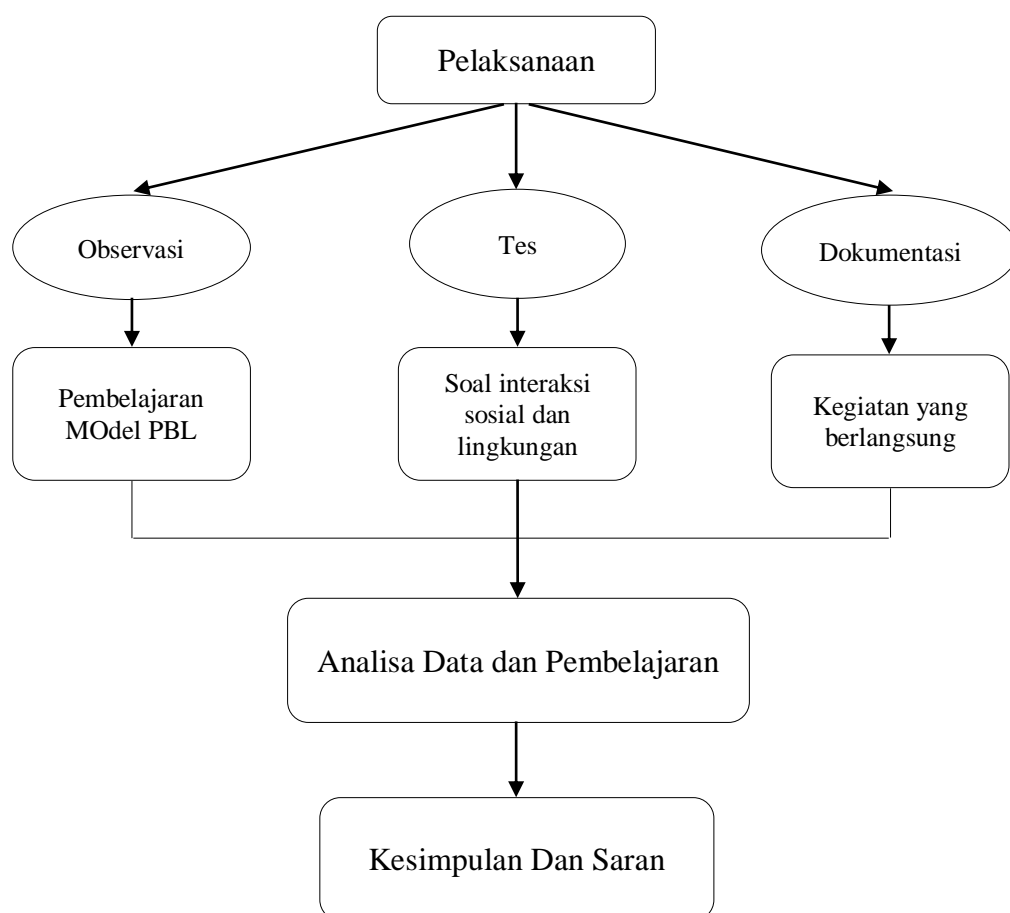 Pelaksanaan
Observasi
Tes
Dokumentasi
Pembelajaran
MOdel PBL
Soal interaksi
sosial dan
lingkungan
Kegiatan yang
berlangsung
Analisa Data dan Pembelajaran
Kesimpulan Dan Saran